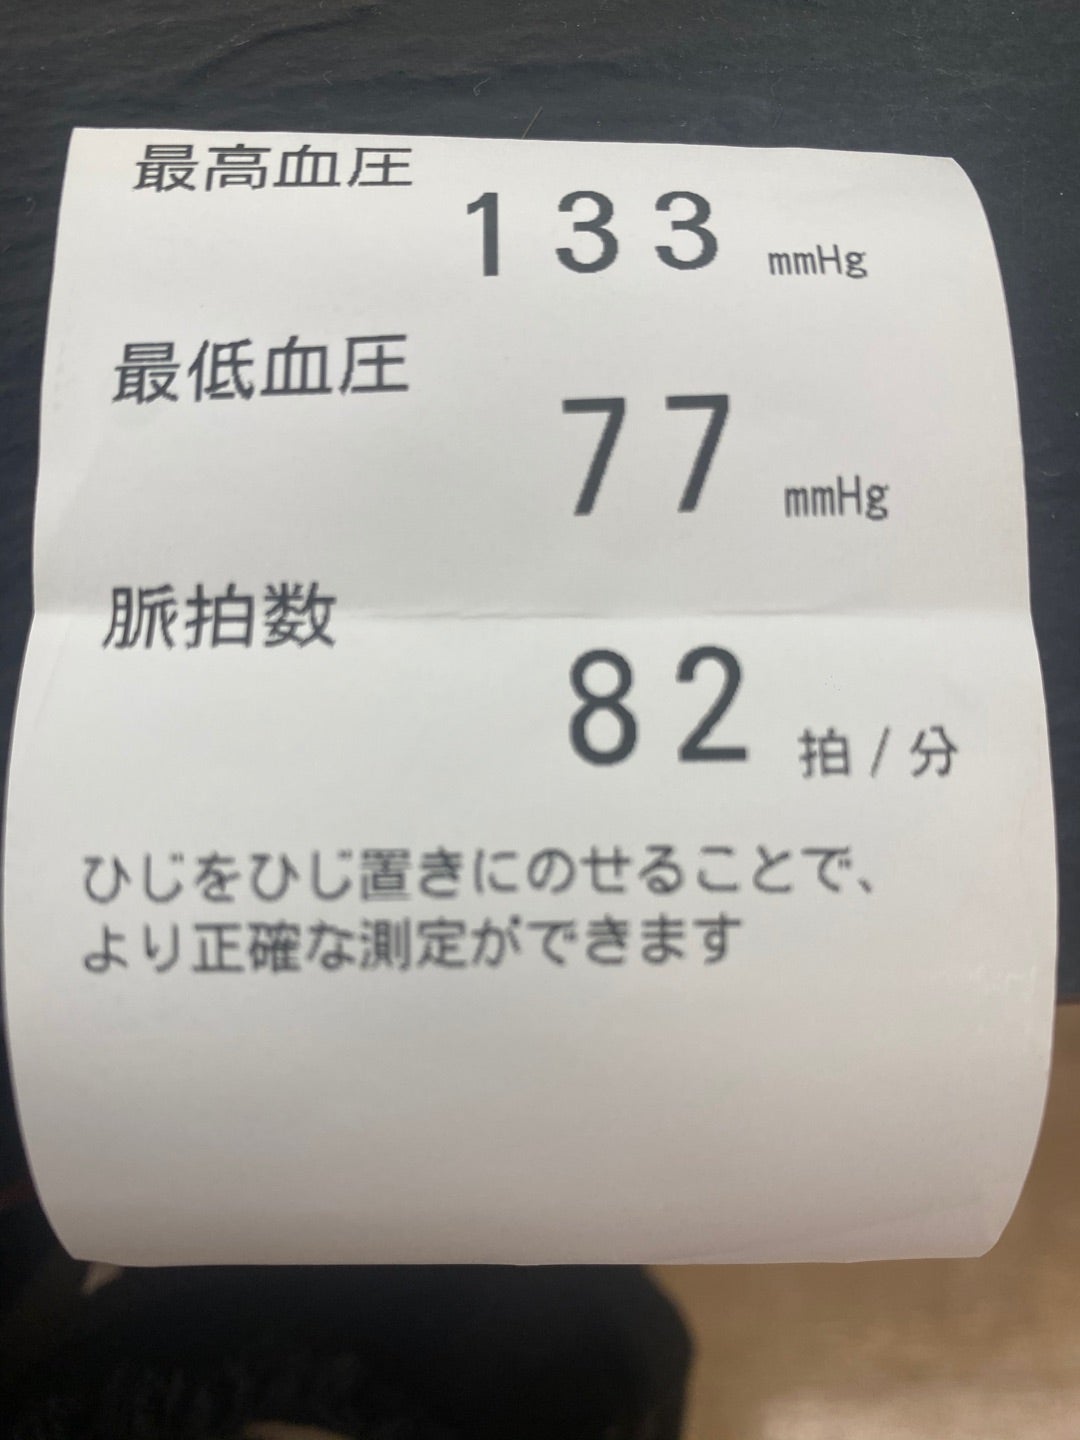 最高血圧
133 mmHg
最低血圧
77 mmHg
脈拍数
82 拍/分
ひじをひじ置きにのせることで、
より正確な測定ができます